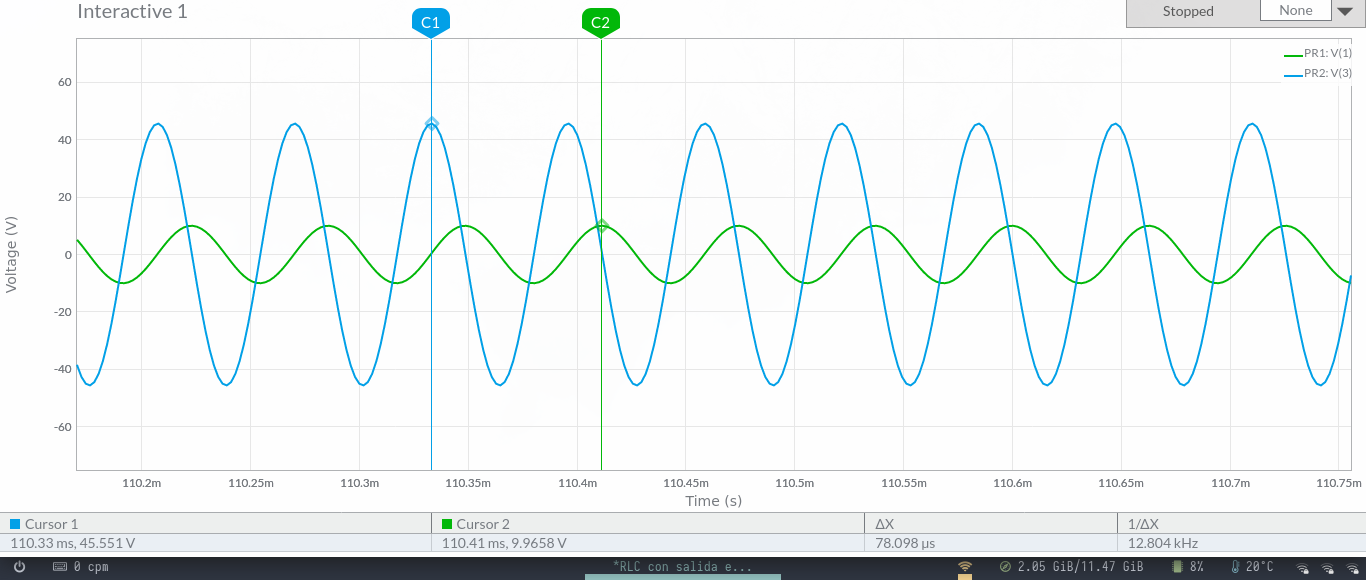 Interactive 1
C1
C2
Stopped
None
PR1: V(1)
PR2: V(3)
60
40
20
0
-20
-40
-60
Voltage (V)
110.2m 110.25m 110.3m 110.35m 110.4m 110.45m 110.5m 110.55m 110.6m 110.65m 110.7m 110.75m
Time (s)
Cursor 1 Cursor 2 ΔX 1/ΔX
110.33 ms, 45.551 V 110.41 ms, 9.9658 V 78.098 µs 12.804 kHz
0 cpm *RLC con salida e... 2.05 GiB/11.47 GiB 8% 20°C